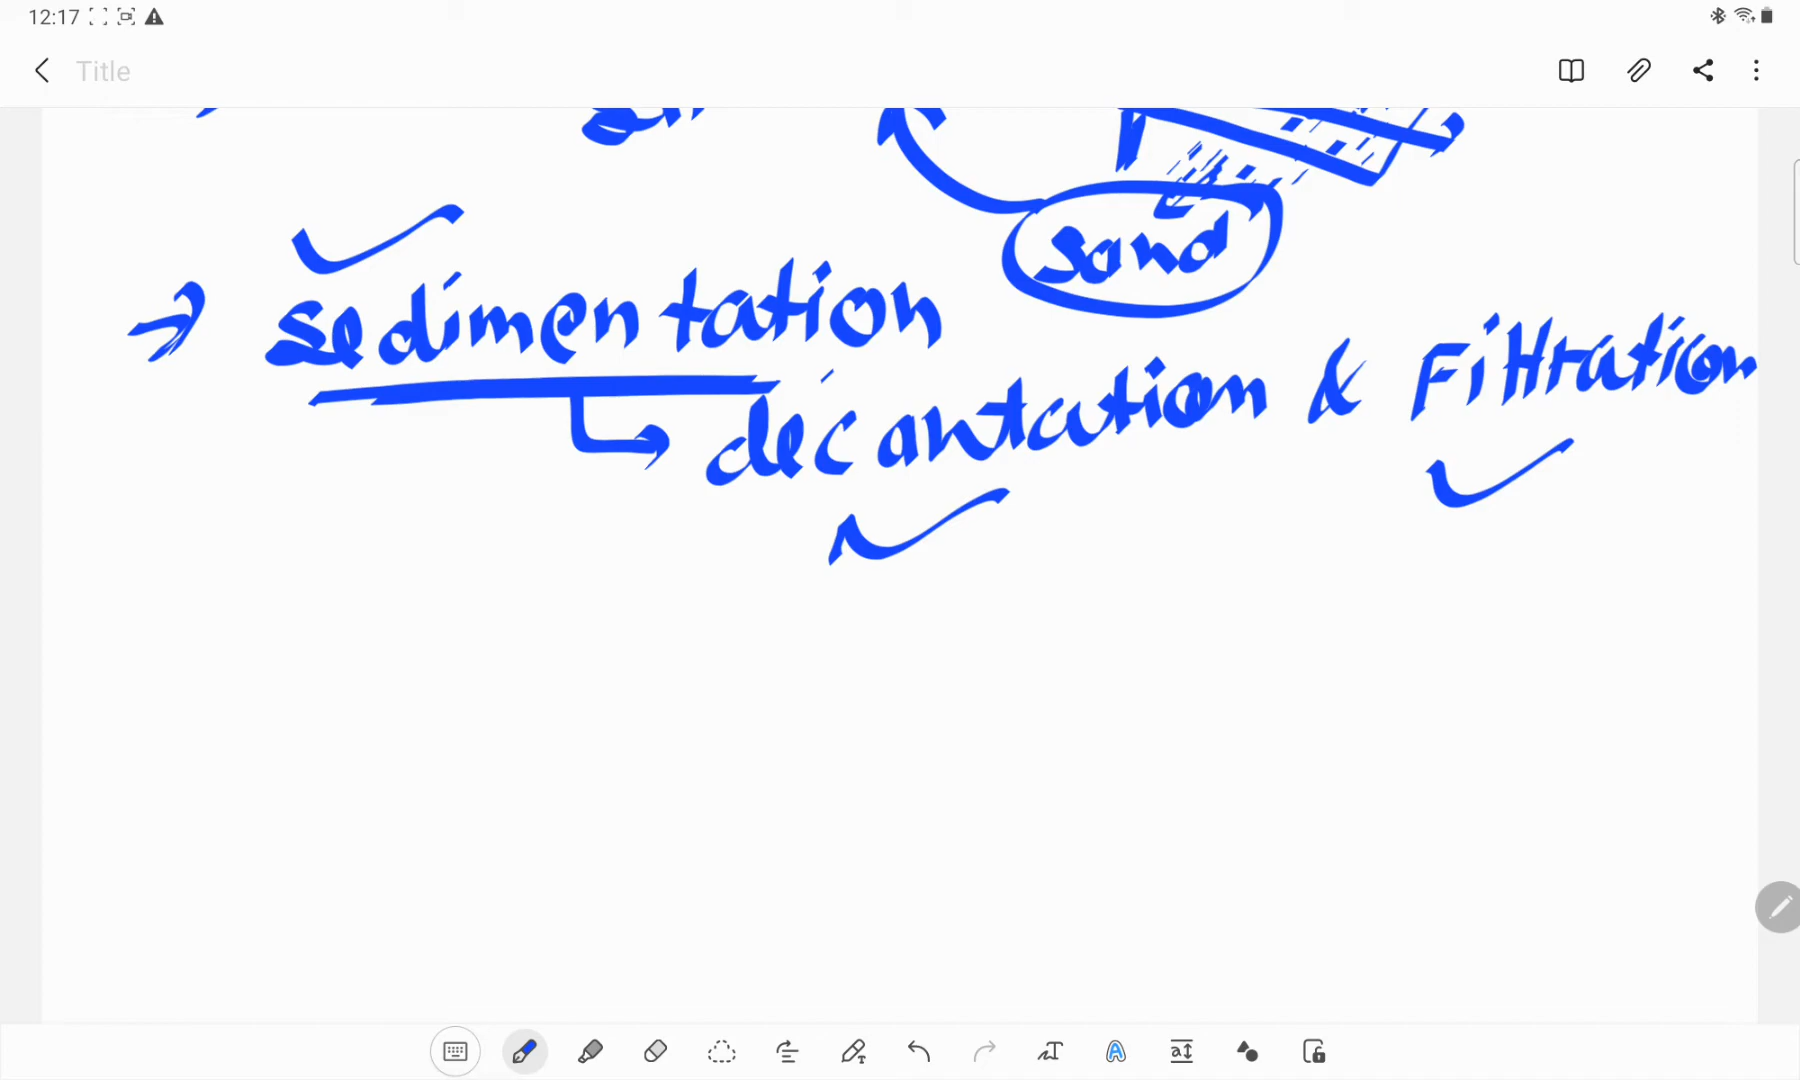 12:17
Title
sand
→ sedimentation
↳ decantation & Filtration